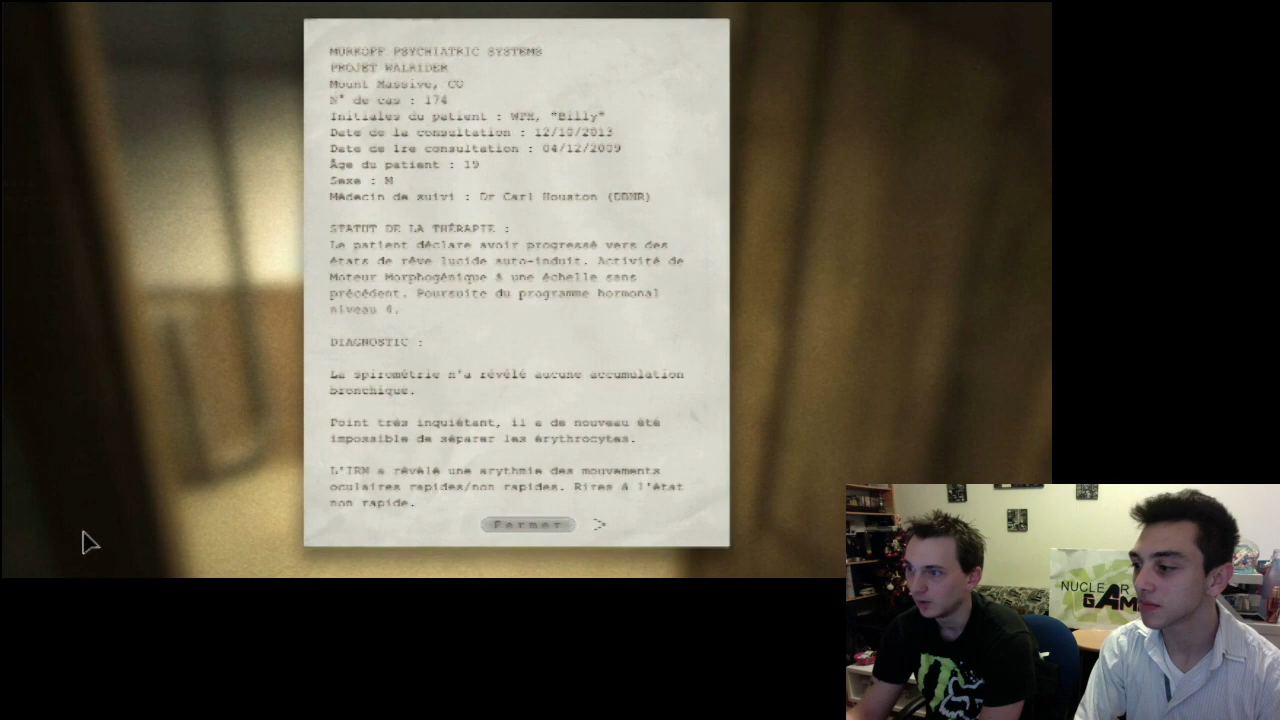 MURKOFF PSYCHIATRIC SYSTEMS
PROJET WALRIDER
Mount Massive, CO
N° de cas : 174
Initiales du patient : WPH, "Billy"
Date de la consultation : 12/10/2013
Date de 1re consultation : 04/12/2009
Âge du patient : 19
Sexe : M
Médecin de suivi : Dr Carl Houston (DBNR)
STATUT DE LA THÉRAPIE :
Le patient déclare avoir progressé vers des
états de rêve lucide auto-induit. Activité de
Moteur Morphogénique à une échelle sans
précédent. Poursuite du programme hormonal
niveau 4.
DIAGNOSTIC :
La spirométrie n'a révélé aucune accumulation
bronchique.
Point très inquiétant, il a de nouveau été
impossible de séparer les érythrocytes.
L'IRM a révélé une arythmie des mouvements
oculaires rapides/non rapides. Rires à l'état
non rapide.
Fermer >
NUCLEAR
GAM